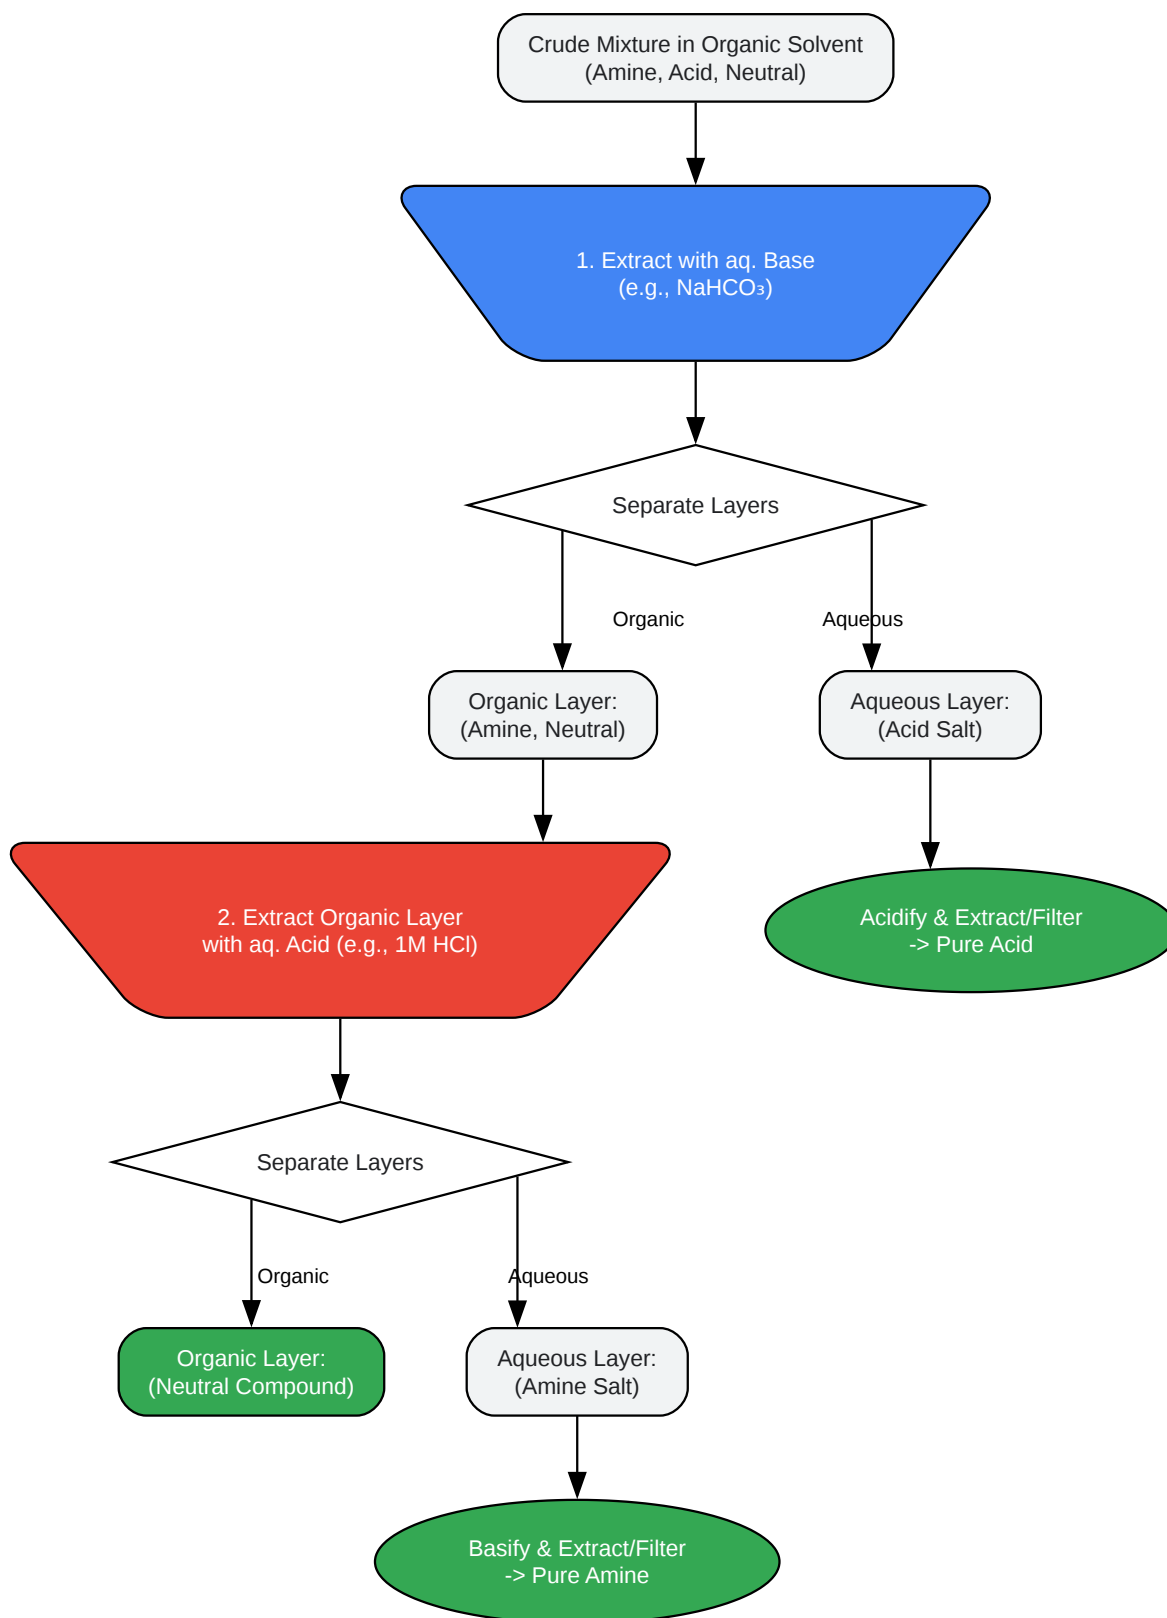 Crude Mixture in Organic Solvent
(Amine, Acid, Neutral)
1. Extract with aq. Base
(e.g., NaHCO₃)
Separate Layers
Organic
Aqueous
Organic Layer:
(Amine, Neutral)
Aqueous Layer:
(Acid Salt)
2. Extract Organic Layer
with aq. Acid (e.g., 1M HCl)
Acidify & Extract/Filter
-> Pure Acid
Separate Layers
Organic
Aqueous
Organic Layer:
(Neutral Compound)
Aqueous Layer:
(Amine Salt)
Basify & Extract/Filter
-> Pure Amine